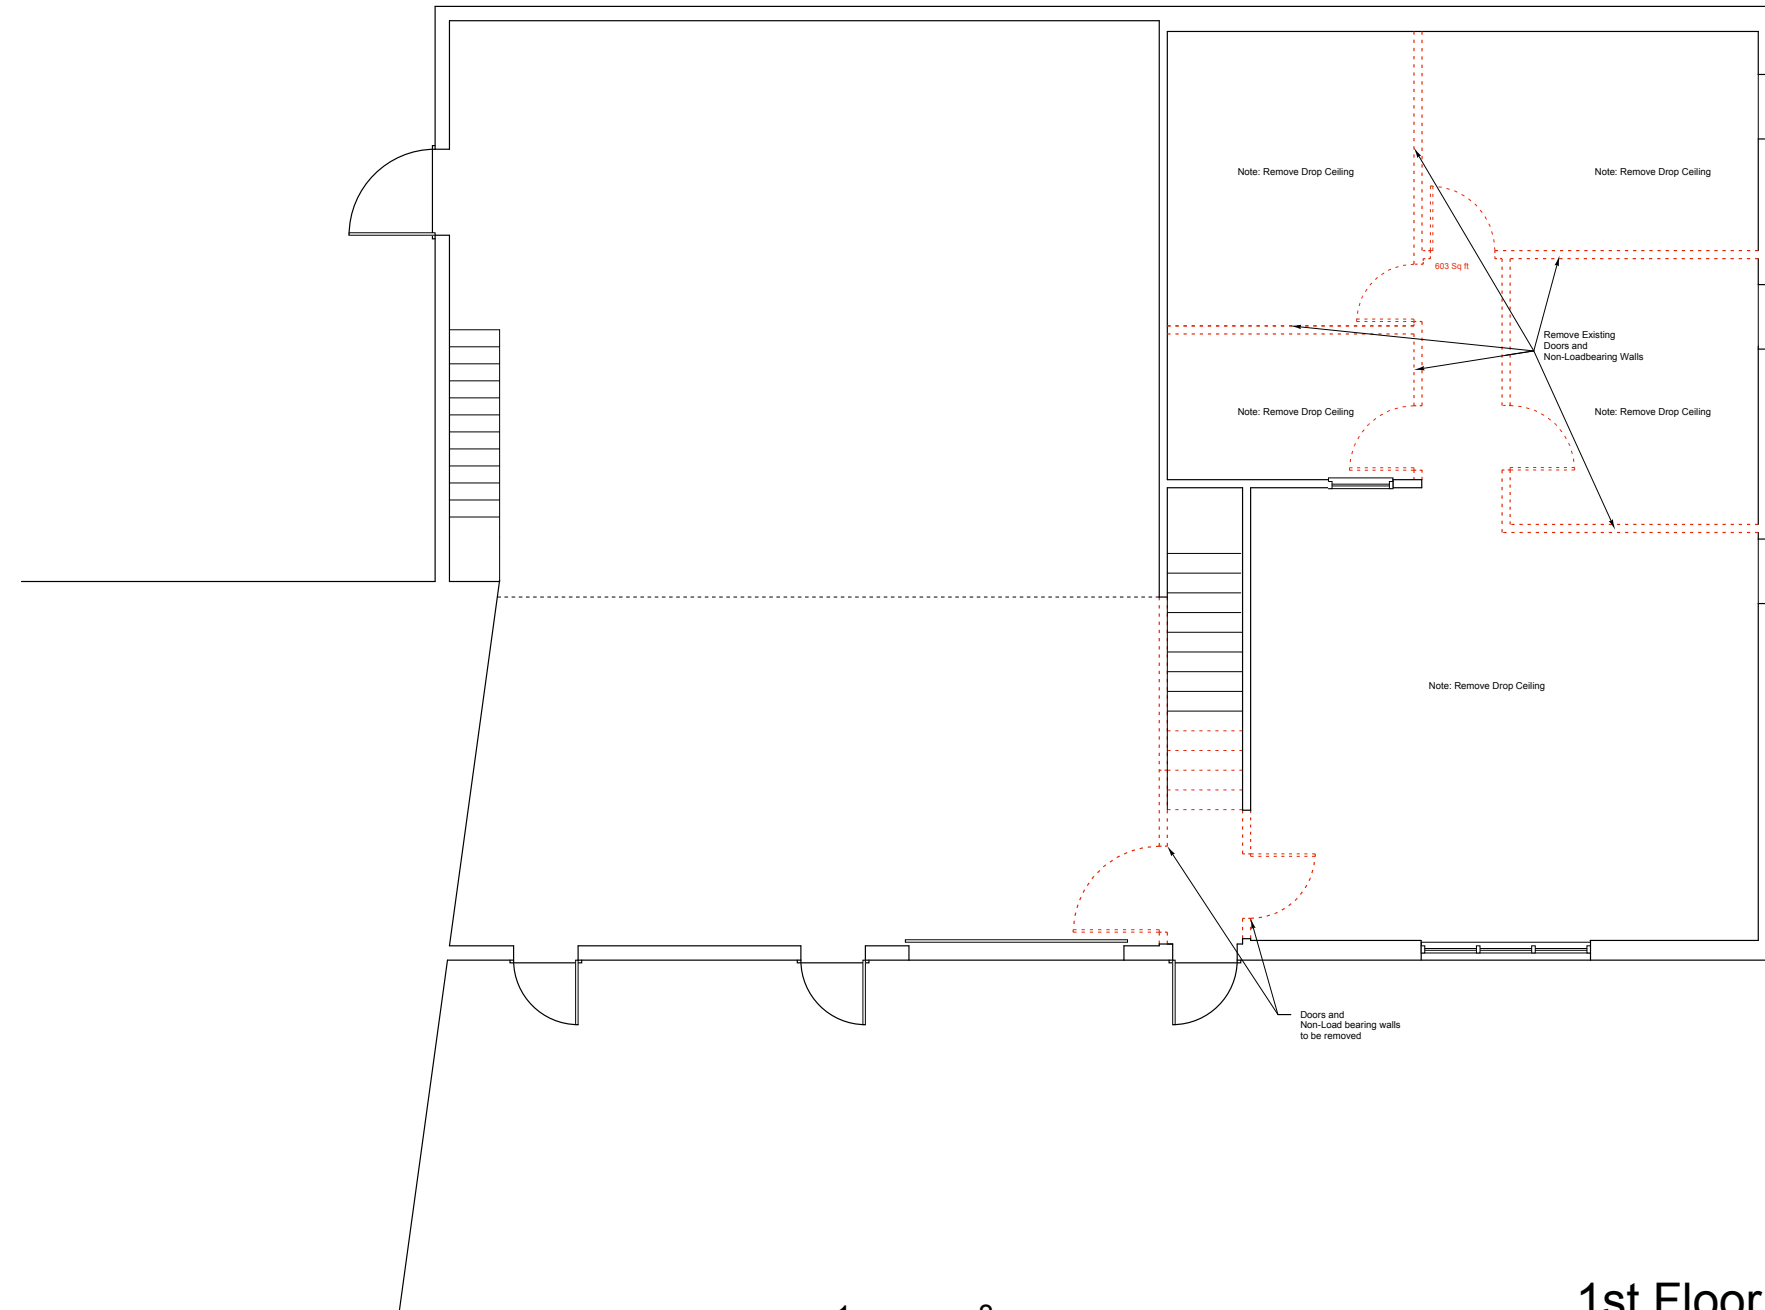 Note: Remove Drop Ceiling
Note: Remove Drop Ceiling
603 Sq ft
Remove Existing
Doors and
Non-Loadbearing Walls
Note: Remove Drop Ceiling
Note: Remove Drop Ceiling
Note: Remove Drop Ceiling
Doors and
Non-Load bearing walls
to be removed
1st Floor